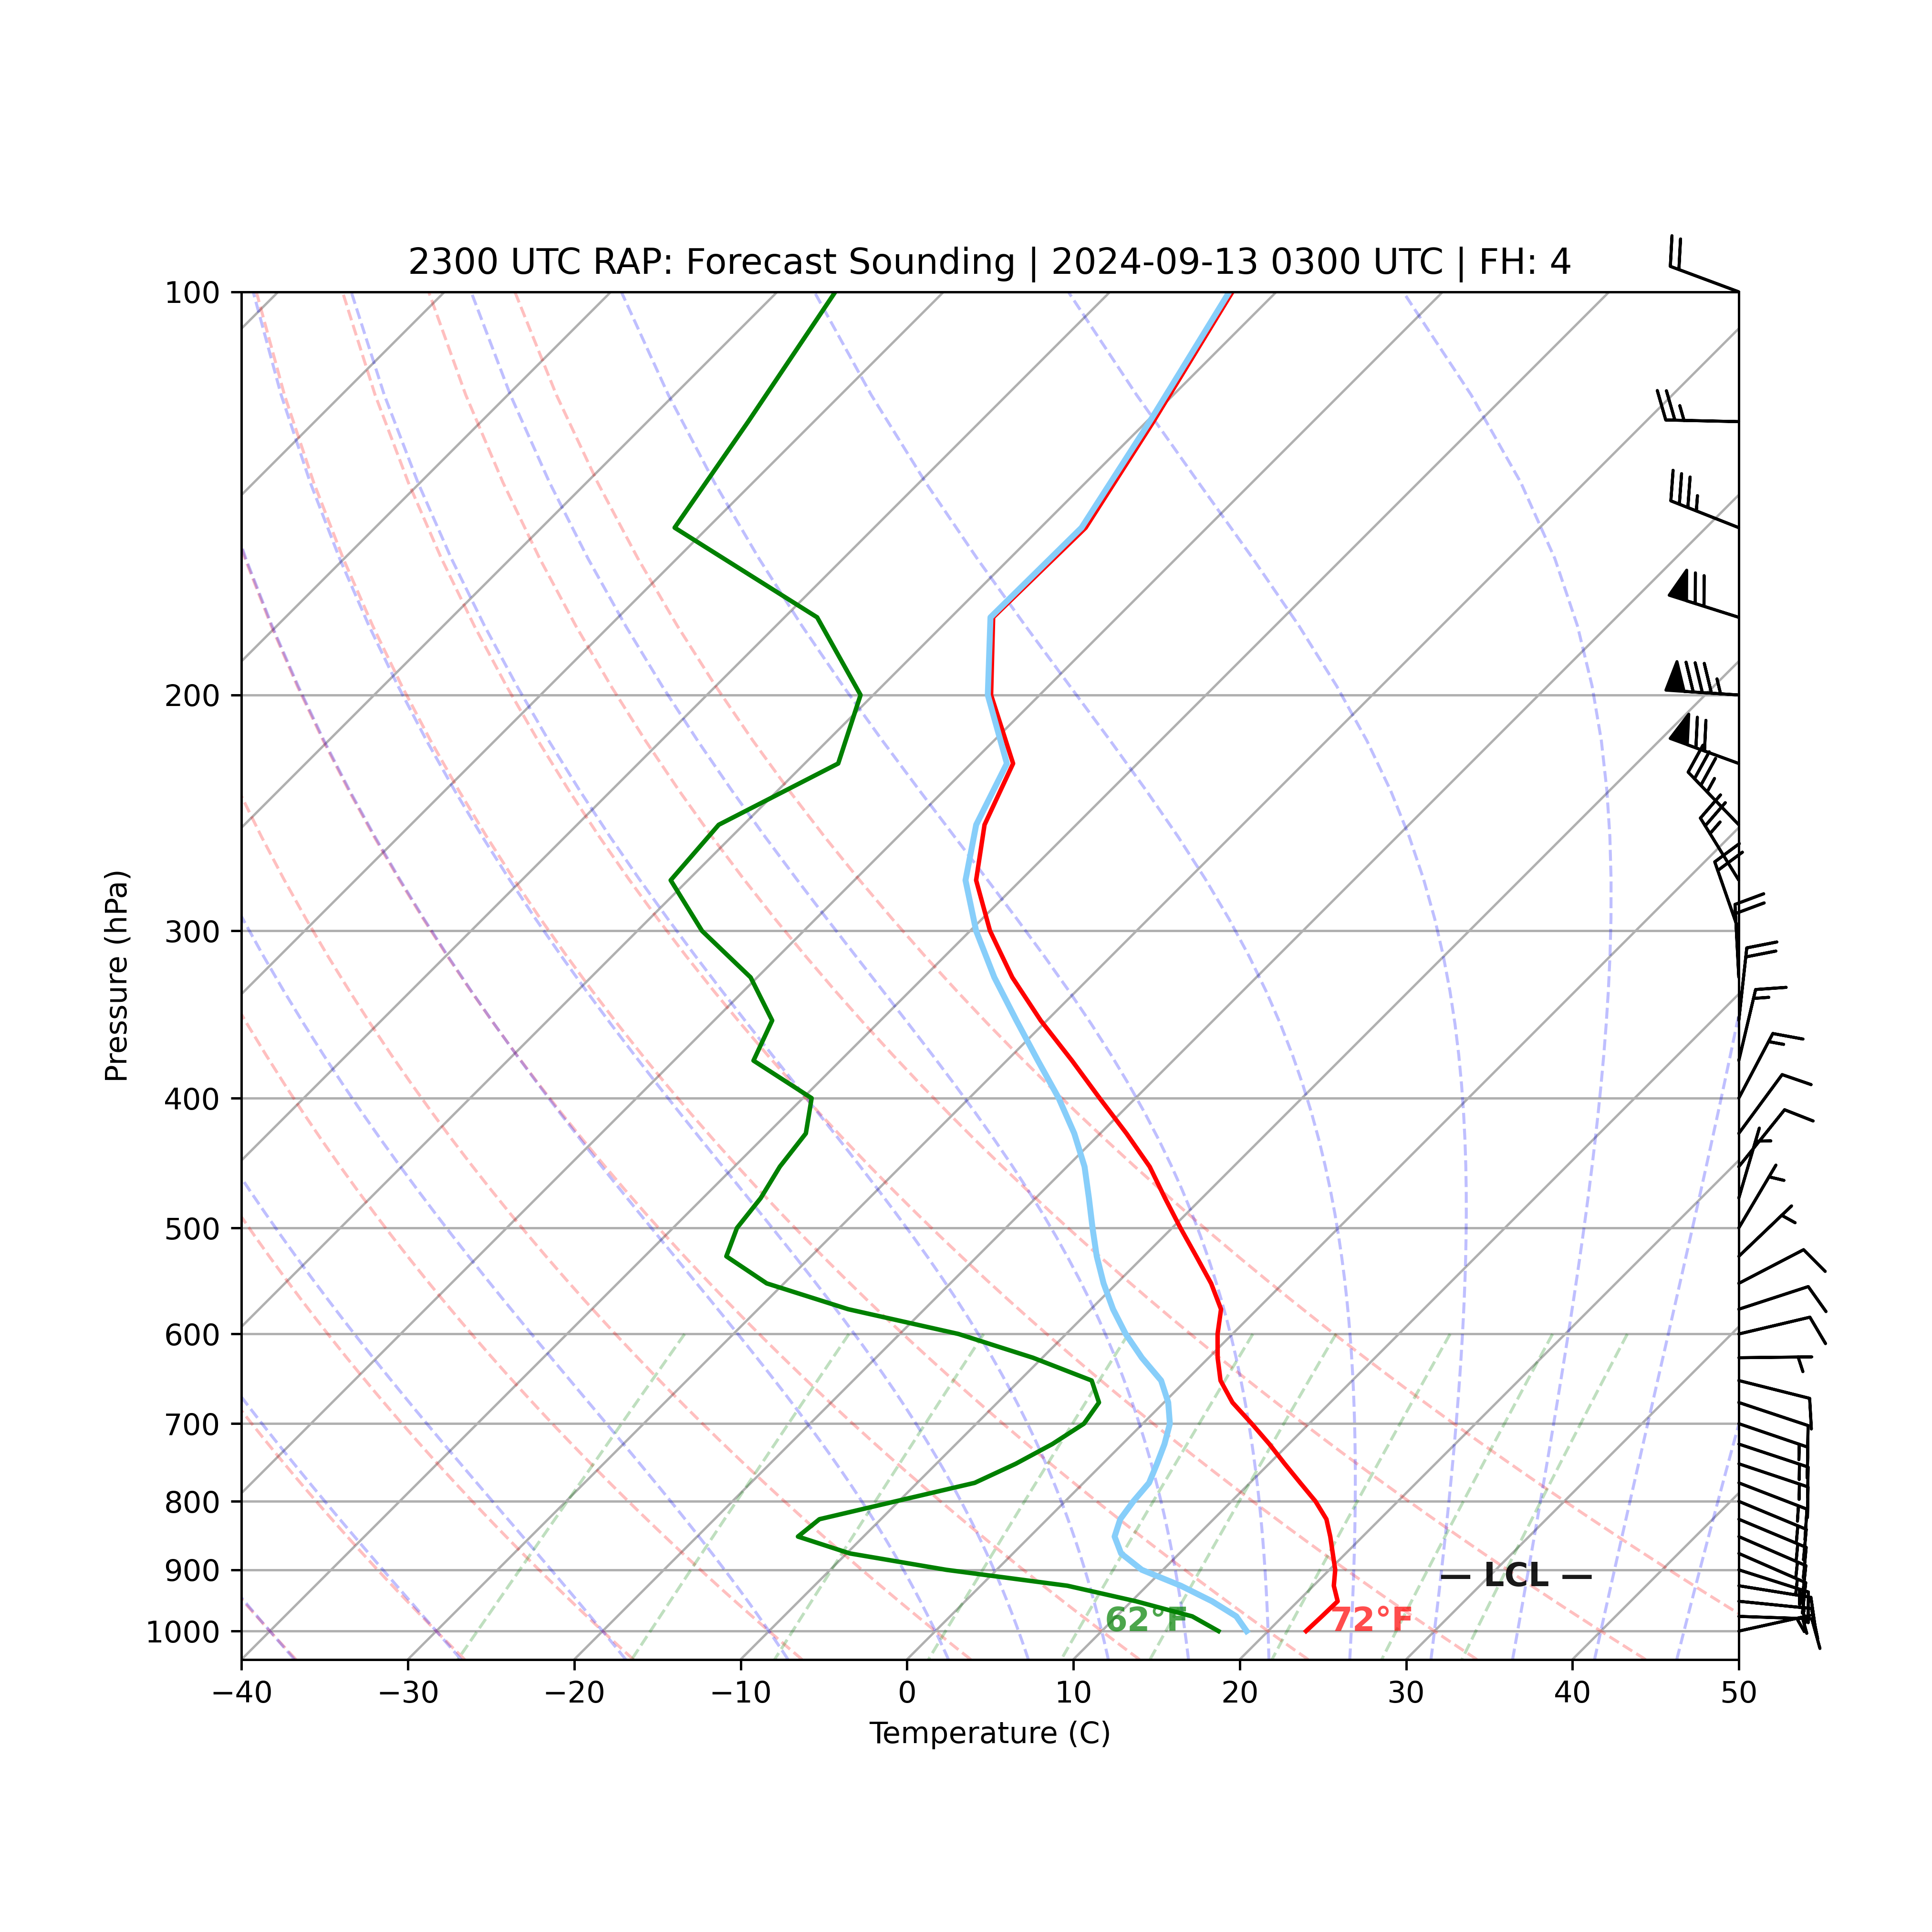 2300 UTC RAP: Forecast Sounding | 2024-09-13 0300 UTC | FH: 4
100
200
300
400
500
600
700
800
900
1000
Pressure (hPa)
— LCL —
62°F
72°F
−40 −30 −20 −10 0 10 20 30 40 50
Temperature (C)